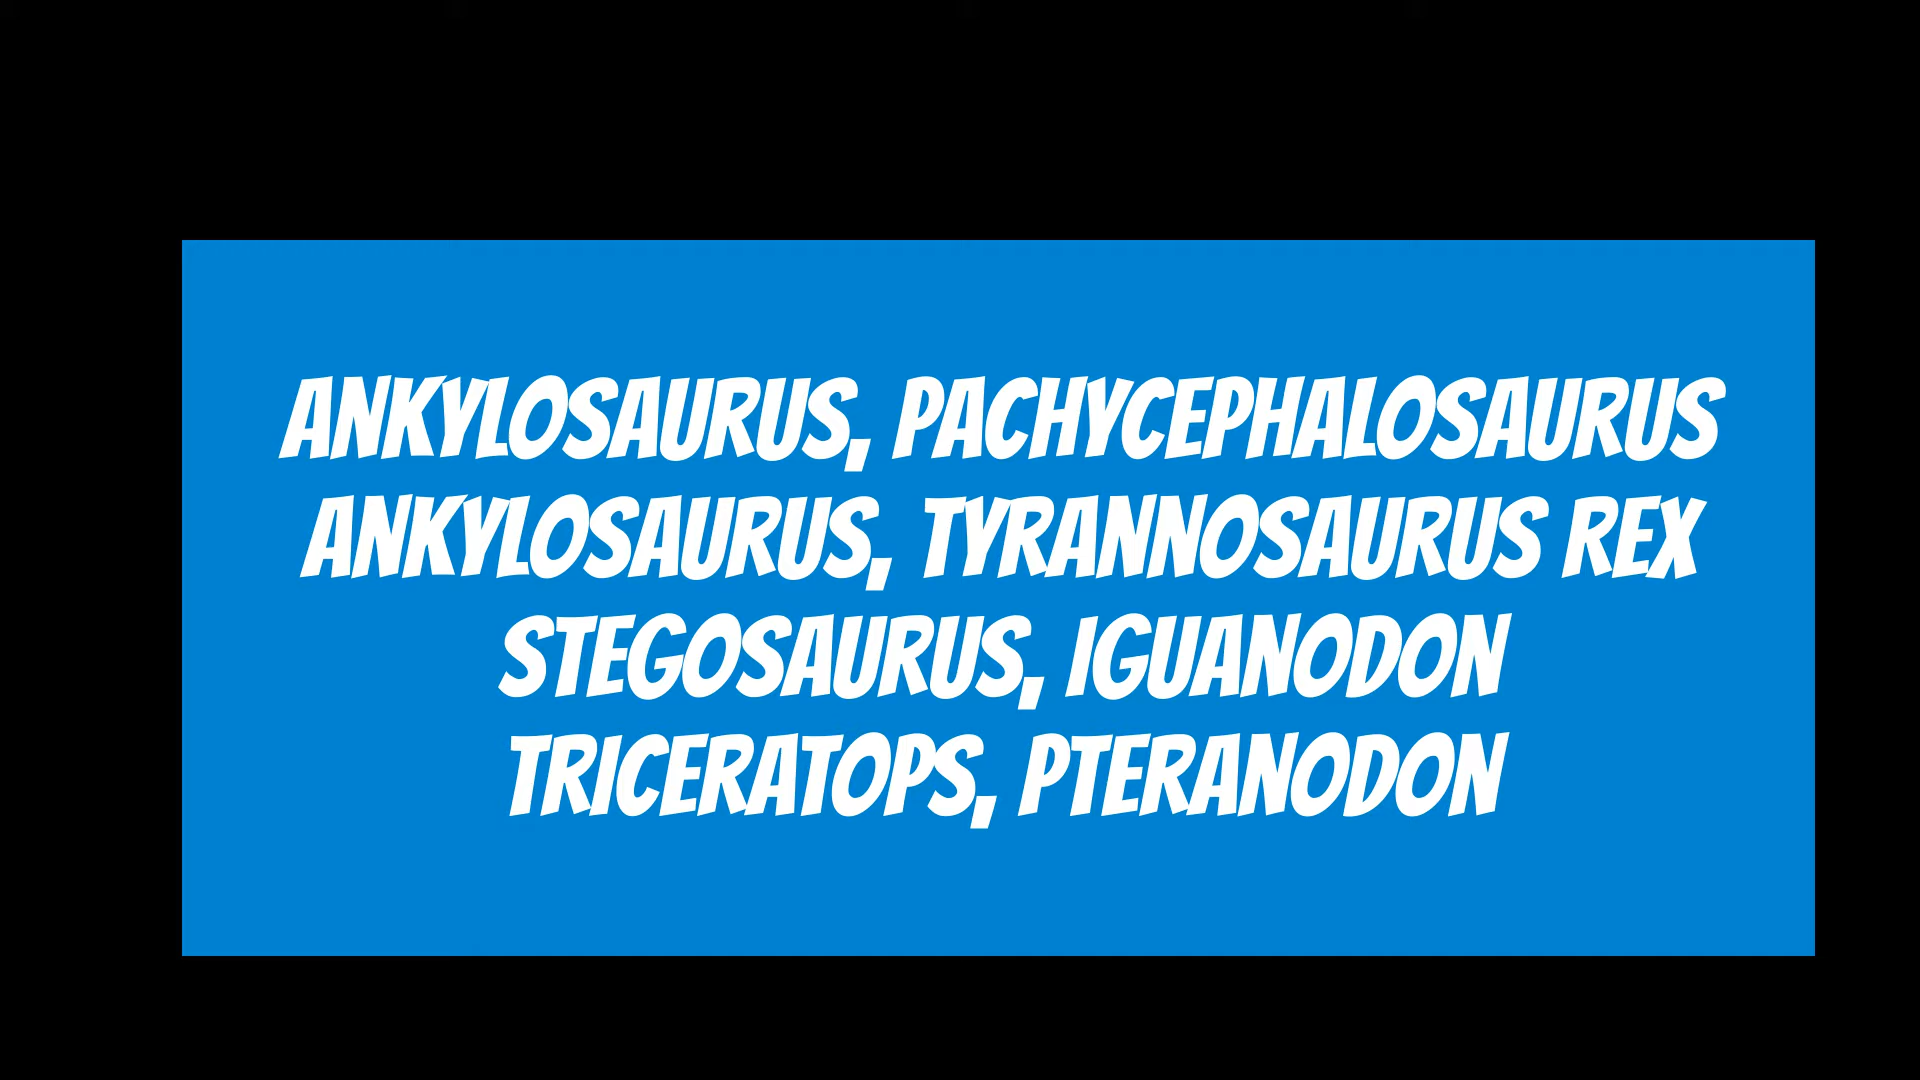 ANKYLOSAURUS, PACHYCEPHALOSAURUS
ANKYLOSAURUS, TYRANNOSAURUS REX
STEGOSAURUS, IGUANODON
TRICERATOPS, PTERANODON